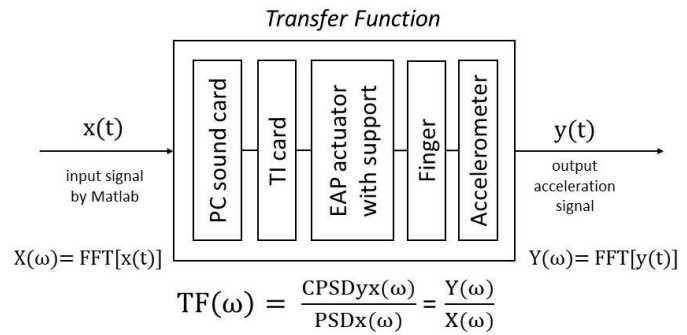 Transfer Function
x(t)
input signal
by Matlab
X(ω)= FFT[x(t)]
PC sound card
TI card
EAP actuator
with support
Finger
Accelerometer
y(t)
output
acceleration
signal
Y(ω)= FFT[y(t)]
TF(ω) = CPSDyx(ω)/PSDx(ω) = Y(ω)/X(ω)